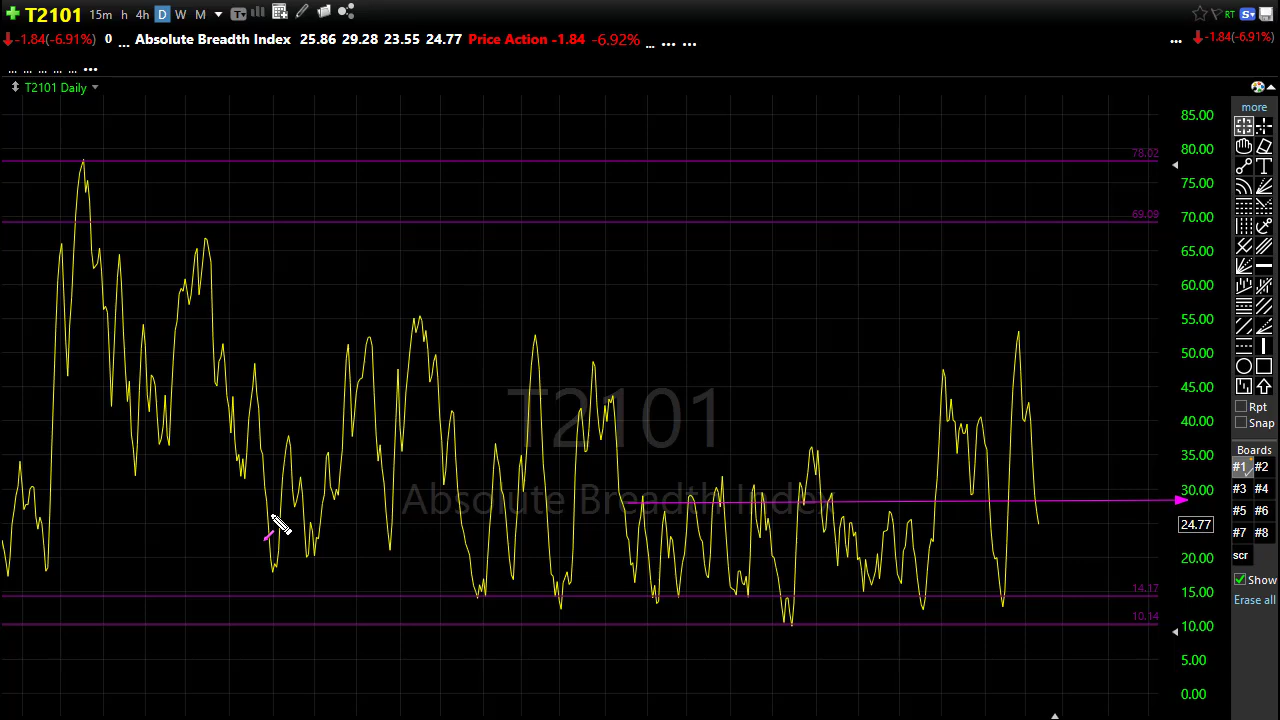 T2101 15m h 4h D W M T
RT S
-1.84(-6.91%) 0 ... Absolute Breadth Index 25.86 29.28 23.55 24.77 Price Action -1.84 -6.92% ... ... ... ... -1.84(-6.91%)
... ... ... ... ... ...
T2101 Daily
more
85.00
78.02
80.00
75.00
69.09
70.00
65.00
60.00
55.00
50.00
45.00
40.00
35.00
30.00
24.77
20.00
14.17
15.00
10.14
10.00
5.00
0.00
T2101
Absolute Breadth Index
T
Rpt
Snap
Boards
#1 #2
#3 #4
#5 #6
#7 #8
scr
Show
Erase all